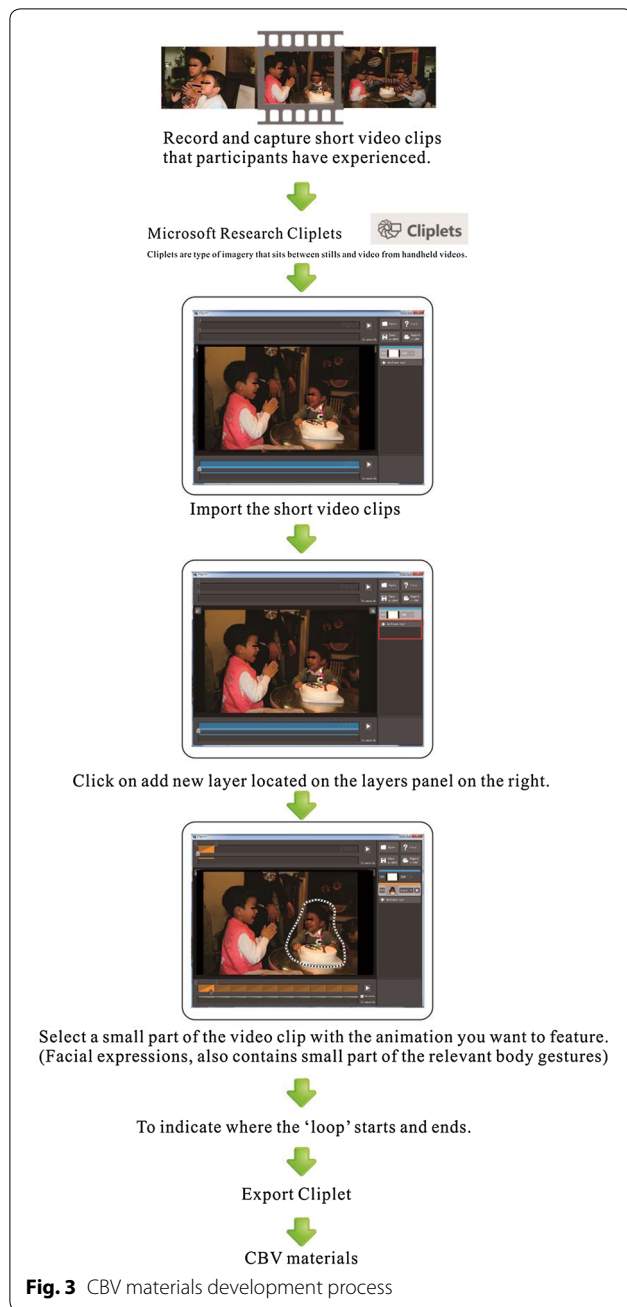 Record and capture short video clips
that participants have experienced.
Microsoft Research Cliplets Cliplets
Cliplets are type of imagery that sits between stills and video from handheld videos.
Import the short video clips
Click on add new layer located on the layers panel on the right.
Select a small part of the video clip with the animation you want to feature.
(Facial expressions, also contains small part of the relevant body gestures)
To indicate where the ‘loop’ starts and ends.
Export Cliplet
CBV materials
Fig. 3 CBV materials development process